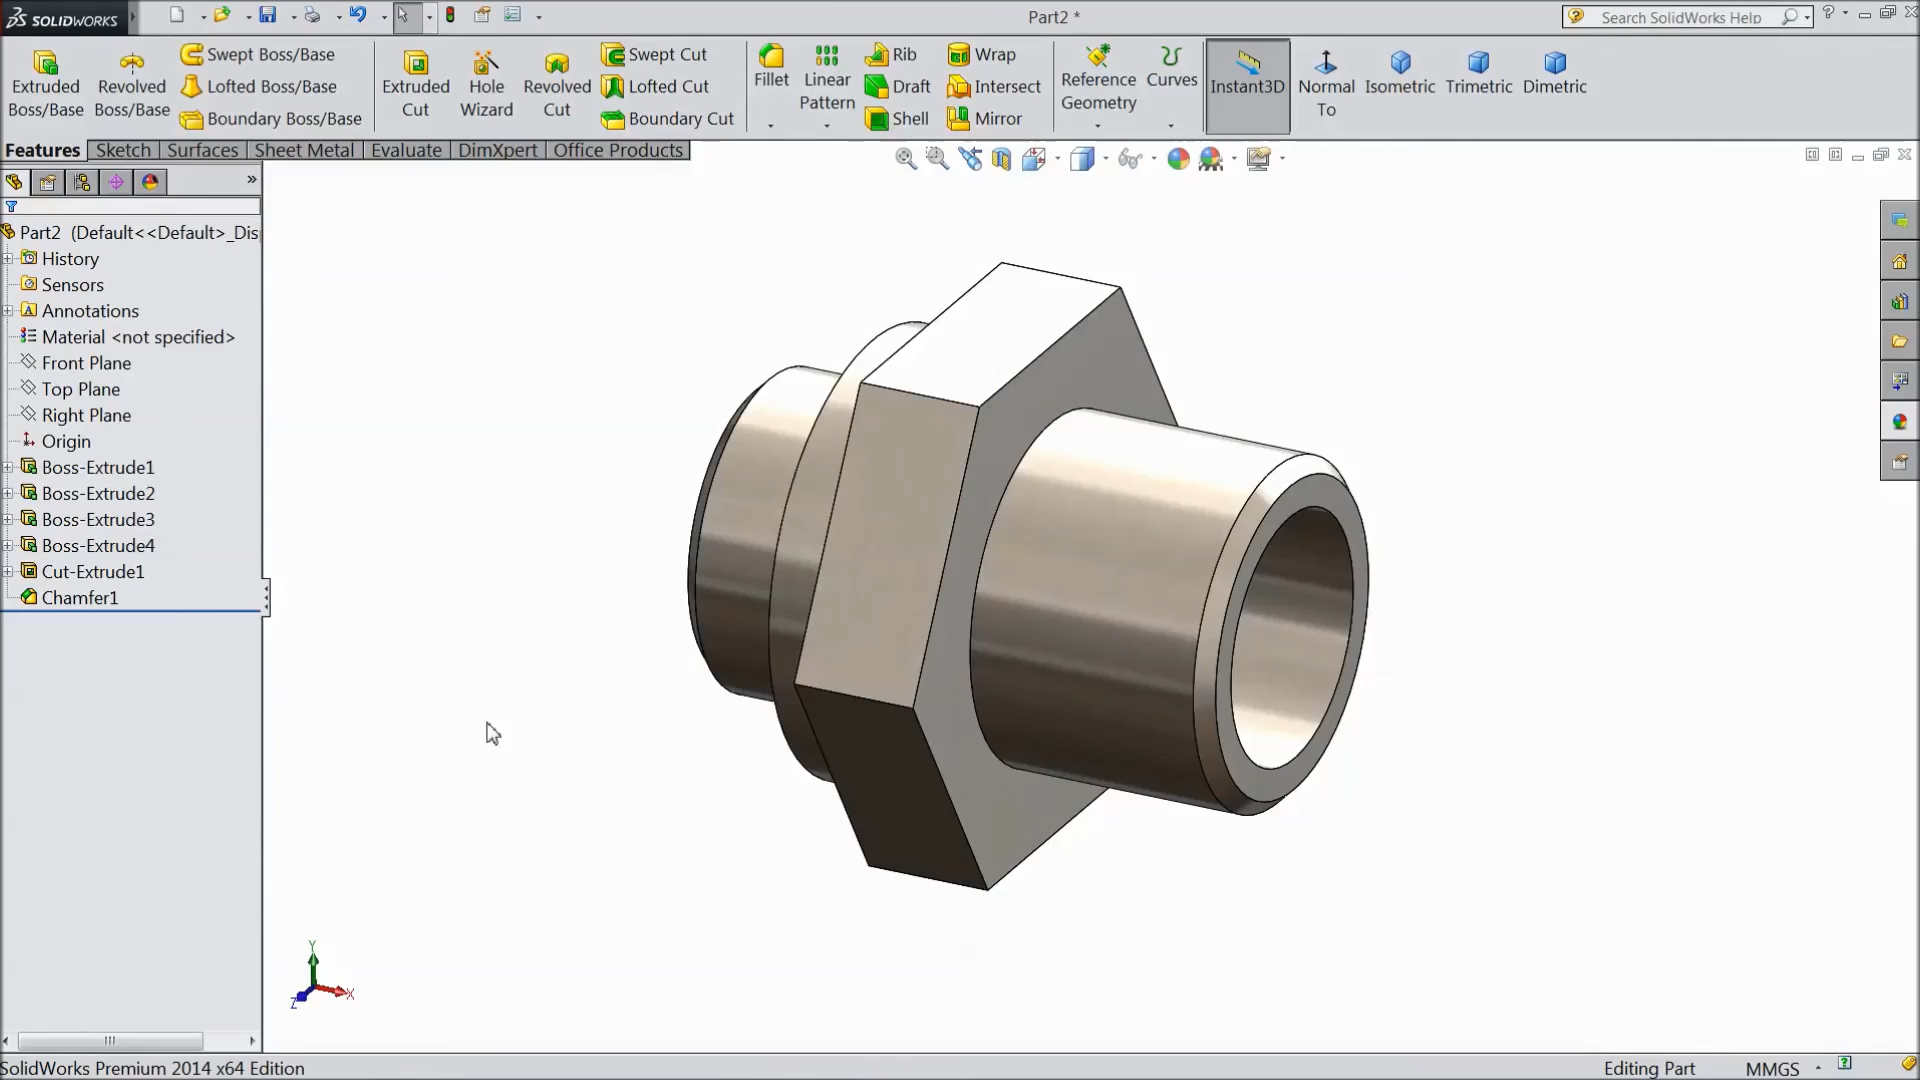 SOLIDWORKS
Part2 *
Search SolidWorks Help
Extruded Boss/Base
Revolved Boss/Base
Swept Boss/Base
Lofted Boss/Base
Boundary Boss/Base
Extruded Cut
Hole Wizard
Revolved Cut
Swept Cut
Lofted Cut
Boundary Cut
Fillet
Linear Pattern
Rib
Draft
Shell
Wrap
Intersect
Mirror
Reference Geometry
Curves
Instant3D
Normal To
Isometric
Trimetric
Dimetric
Features
Sketch
Surfaces
Sheet Metal
Evaluate
DimXpert
Office Products
Part2 (Default<<Default>_Dis
History
Sensors
Annotations
Material <not specified>
Front Plane
Top Plane
Right Plane
Origin
Boss-Extrude1
Boss-Extrude2
Boss-Extrude3
Boss-Extrude4
Cut-Extrude1
Chamfer1
Y
X
Z
SolidWorks Premium 2014 x64 Edition
Editing Part
MMGS